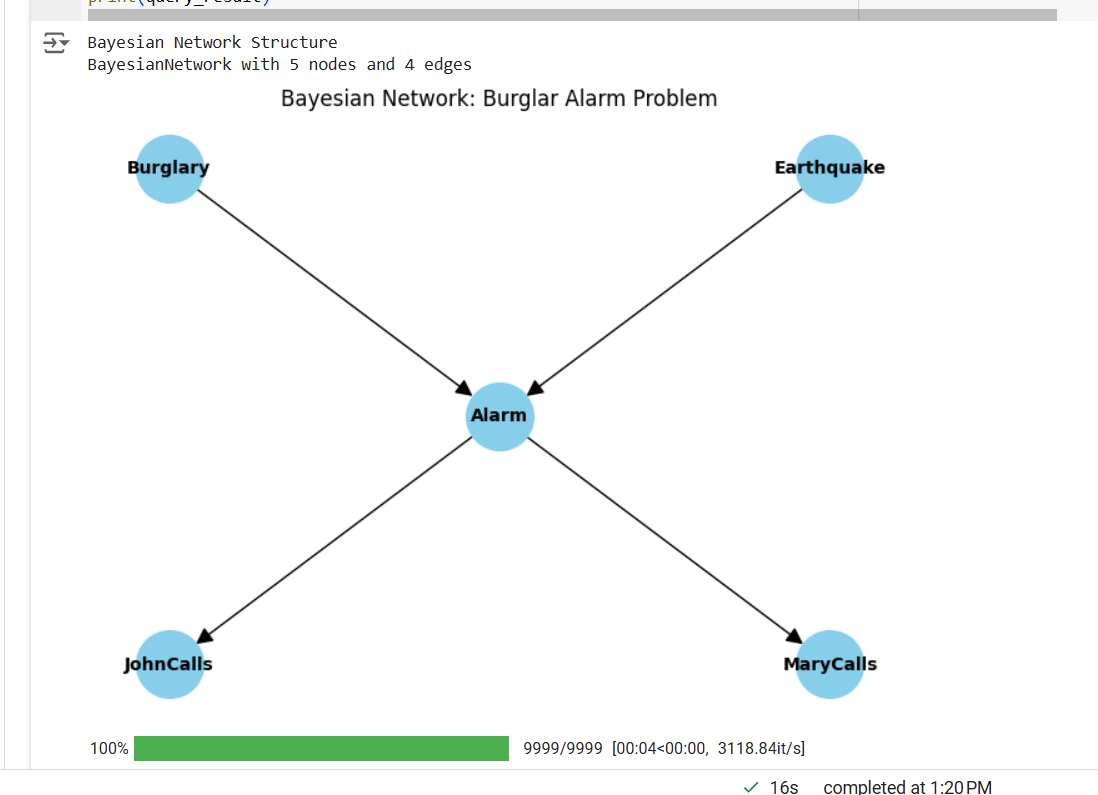 print(query_result)
Bayesian Network Structure
BayesianNetwork with 5 nodes and 4 edges
Bayesian Network: Burglar Alarm Problem
Burglary
Earthquake
Alarm
JohnCalls
MaryCalls
100%
9999/9999 [00:04<00:00, 3118.84it/s]
16s completed at 1:20 PM